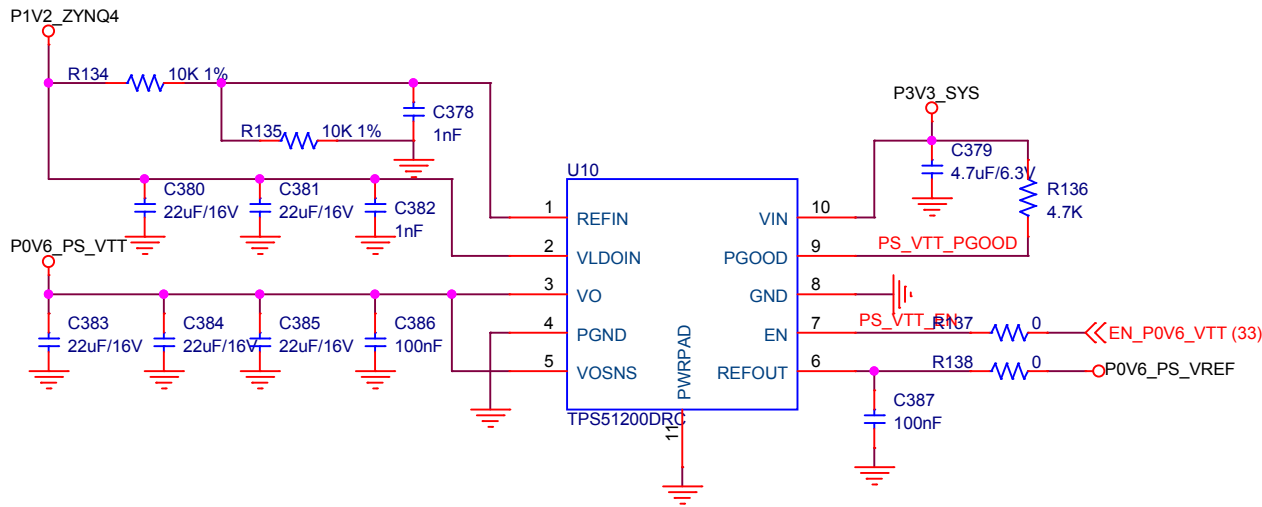 P1V2_ZYNQ4
R134 10K 1%
C378
1nF
R135 10K 1%
P3V3_SYS
C379
4.7uF/6.3V
R136
4.7K
U10
C380
22uF/16V
C381
22uF/16V
C382
1nF
1 REFIN VIN 10
PS_VTT_PGOOD
2 VLDOIN PGOOD 9
P0V6_PS_VTT
3 VO GND 8
C383
22uF/16V
C384
22uF/16V
C385
22uF/16V
C386
100nF
PS_VTT_EN
4 PGND EN 7
R137 0
EN_P0V6_VTT (33)
5 VOSNS REFOUT 6
R138 0
P0V6_PS_VREF
PWRPAD
C387
100nF
TPS51200DRC
11